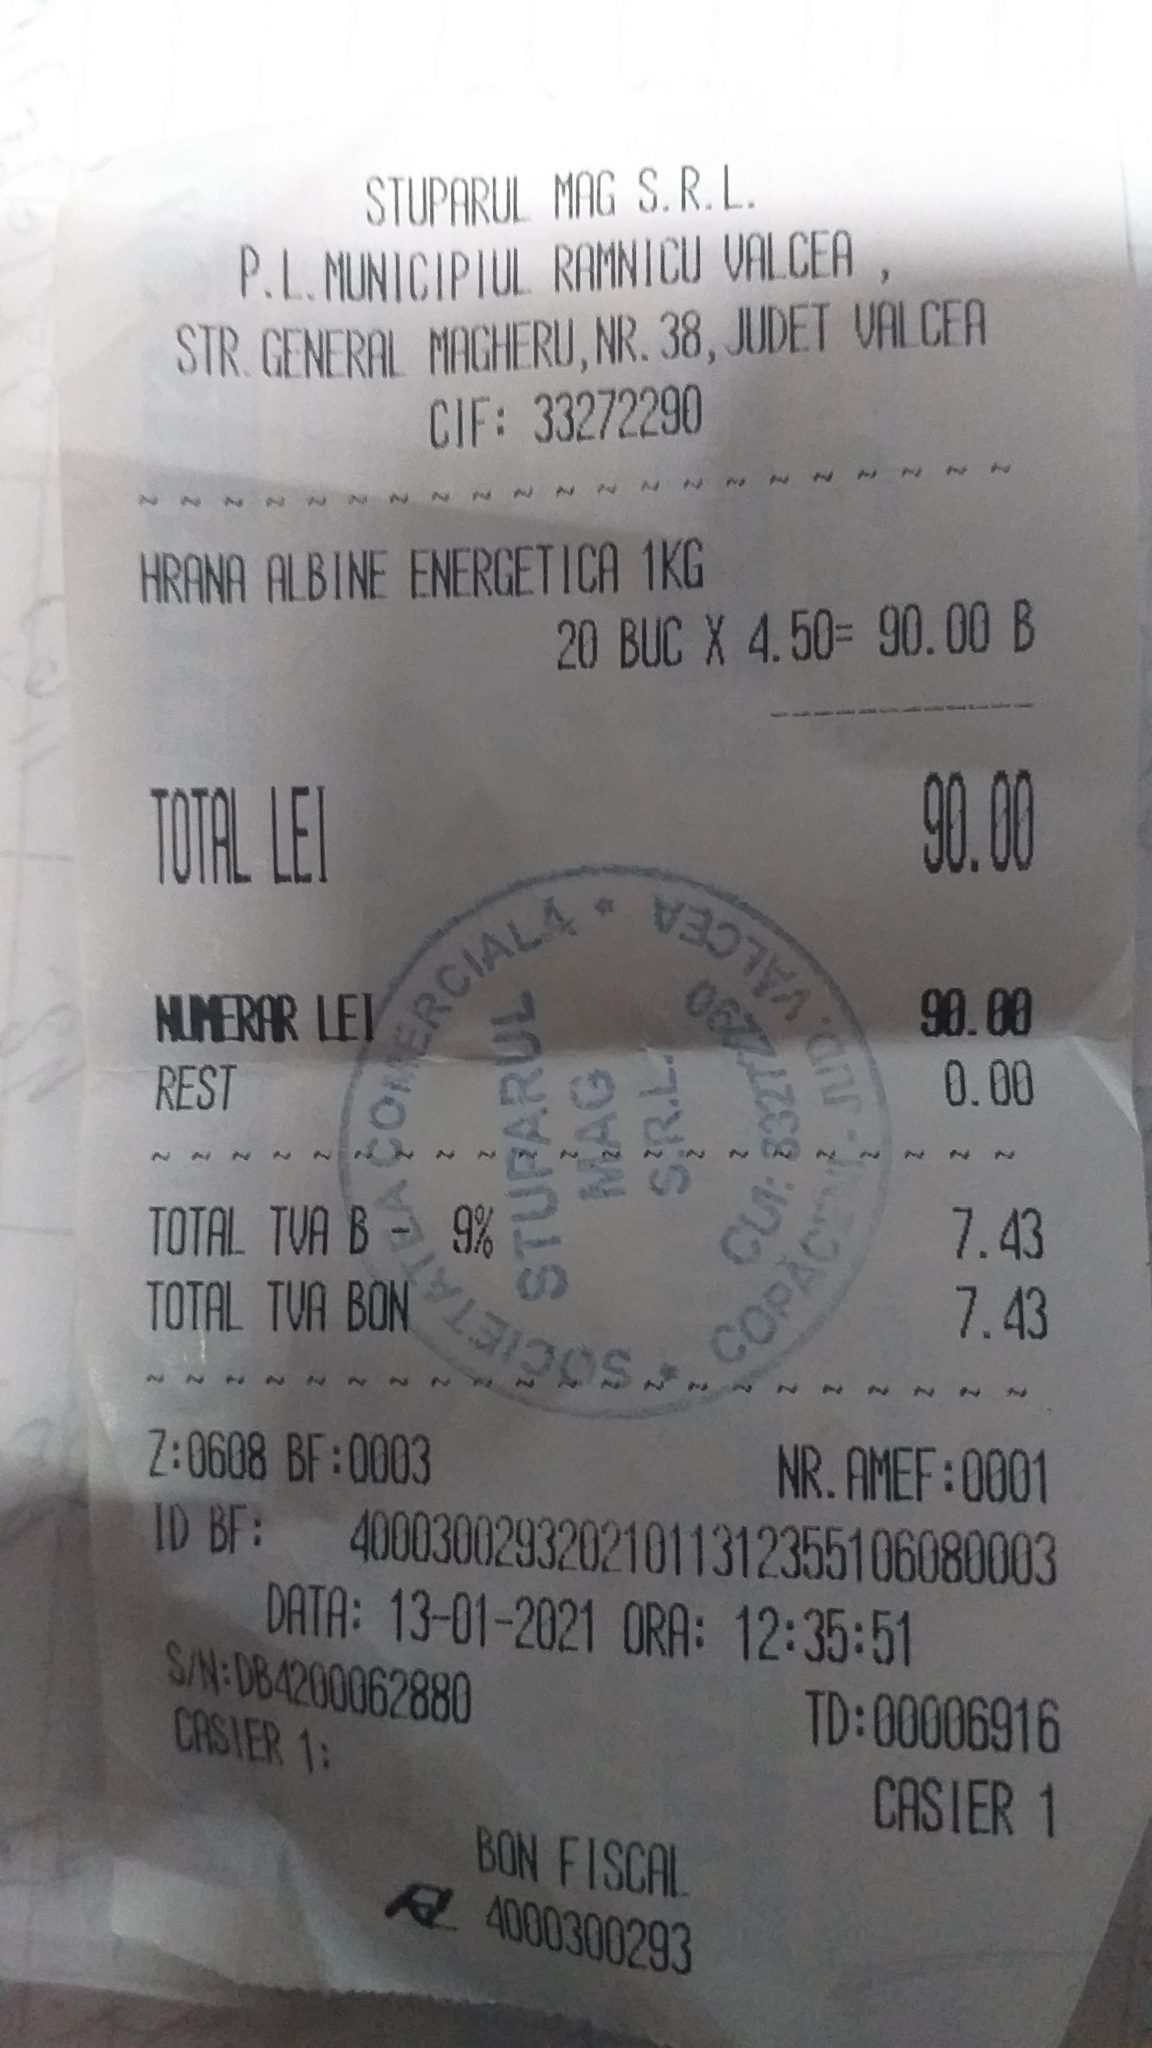 STUPARUL MAG S.R.L.
P.L.MUNICIPIUL RAMNICU VALCEA ,
STR.GENERAL MAGHERU,NR.38,JUDET VALCEA
CIF: 33272290
~ ~ ~ ~ ~ ~ ~ ~ ~ ~ ~ ~ ~ ~ ~ ~ ~ ~ ~ ~ ~
HRANA ALBINE ENERGETICA 1KG
20 BUC X 4.50= 90.00 B
------------
TOTAL LEI 90.00
NUMERAR LEI 90.00
REST 0.00
~ ~ ~ ~ ~ ~ ~ ~ ~ ~ ~ ~ ~ ~ ~ ~ ~ ~ ~ ~ ~
TOTAL TVA B - 9% 7.43
TOTAL TVA BON 7.43
~ ~ ~ ~ ~ ~ ~ ~ ~ ~ ~ ~ ~ ~ ~ ~ ~ ~ ~ ~ ~
Z:0608 BF:0003 NR.AMEF:0001
ID BF: 40003002932021011312355106080003
DATA: 13-01-2021 ORA: 12:35:51
S/N:DB4200062880 TD:00006916
CASIER 1: CASIER 1
BON FISCAL
4000300293
SOCIETATEA COMERCIALĂ
STUPARUL
MAG
S.R.L.
CUI: 33272290
JUD. VALCEA